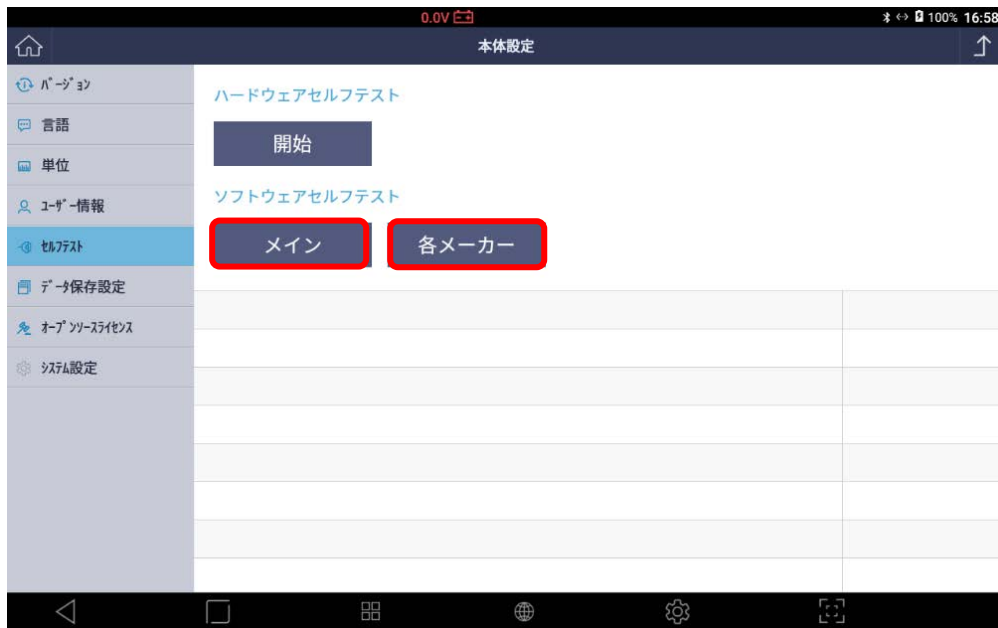 0.0V
100% 16:58
本体設定
ﾊﾞｰｼﾞｮﾝ
言語
単位
ﾕｰｻﾞｰ情報
ｾﾙﾌﾃｽﾄ
ﾃﾞｰﾀ保存設定
ｵｰﾌﾟﾝｿｰｽﾗｲｾﾝｽ
ｼｽﾃﾑ設定
ハードウェアセルフテスト
開始
ソフトウェアセルフテスト
メイン 各メーカー